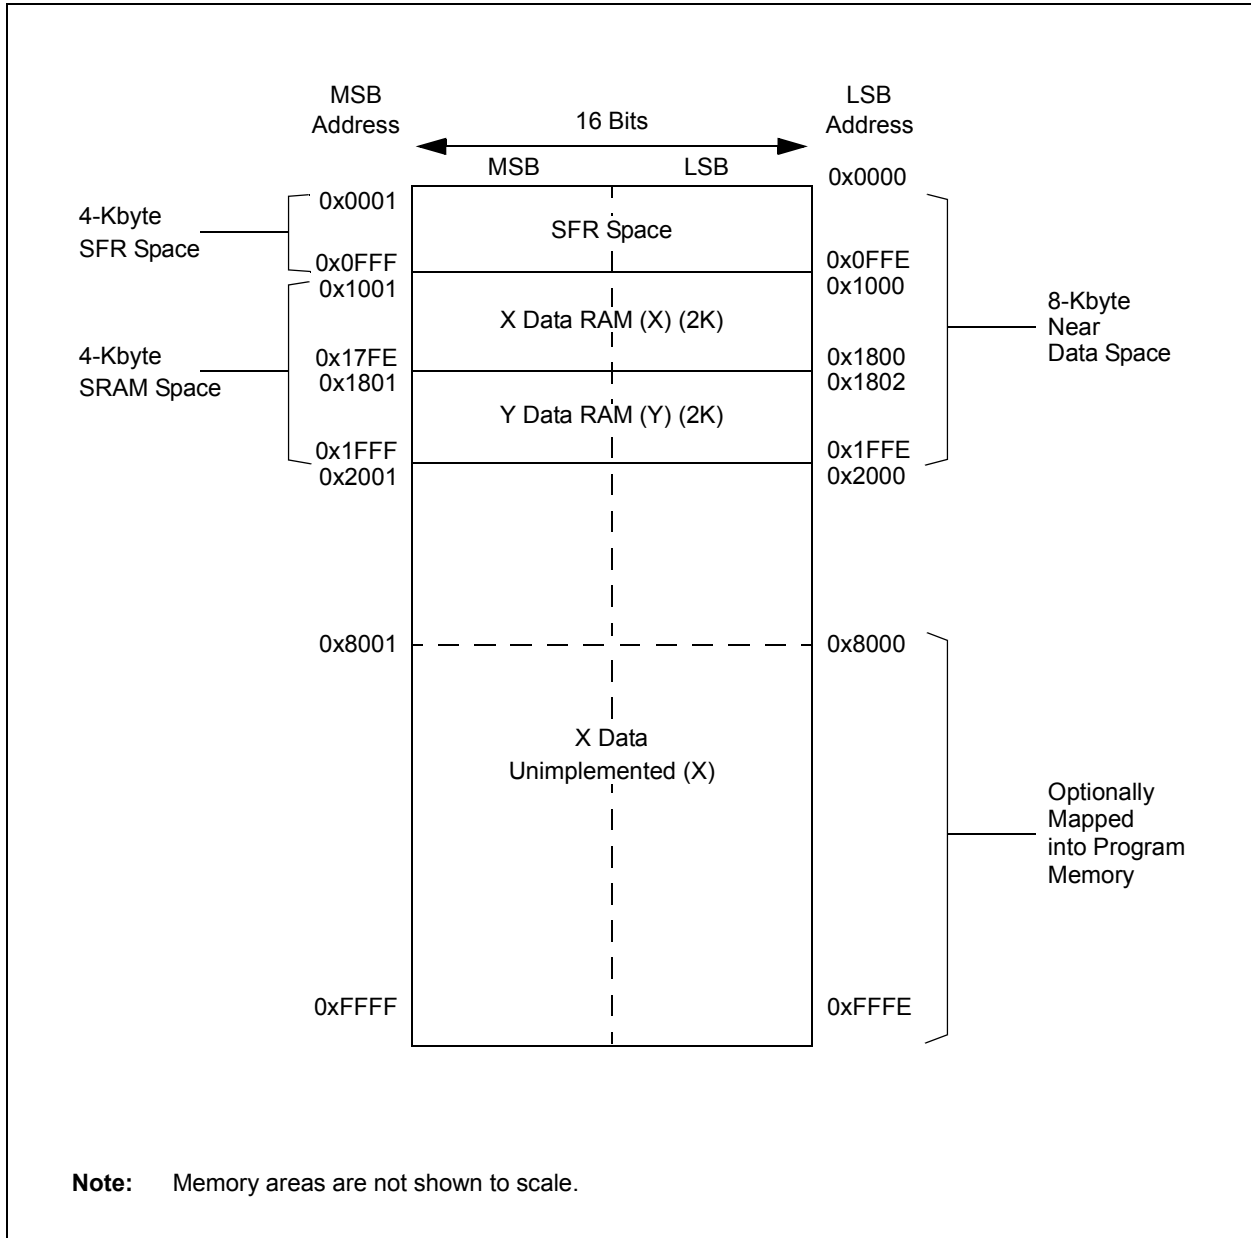 MSB
Address
16 Bits
LSB
Address
MSB
LSB
0x0000
0x0001
4-Kbyte
SFR Space
SFR Space
0x0FFF
0x0FFE
0x1001
0x1000
X Data RAM (X) (2K)
8-Kbyte
Near
Data Space
4-Kbyte
SRAM Space
0x17FE
0x1800
0x1801
0x1802
Y Data RAM (Y) (2K)
0x1FFF
0x1FFE
0x2001
0x2000
0x8001
0x8000
X Data
Unimplemented (X)
Optionally
Mapped
into Program
Memory
0xFFFF
0xFFFE
Note: Memory areas are not shown to scale.